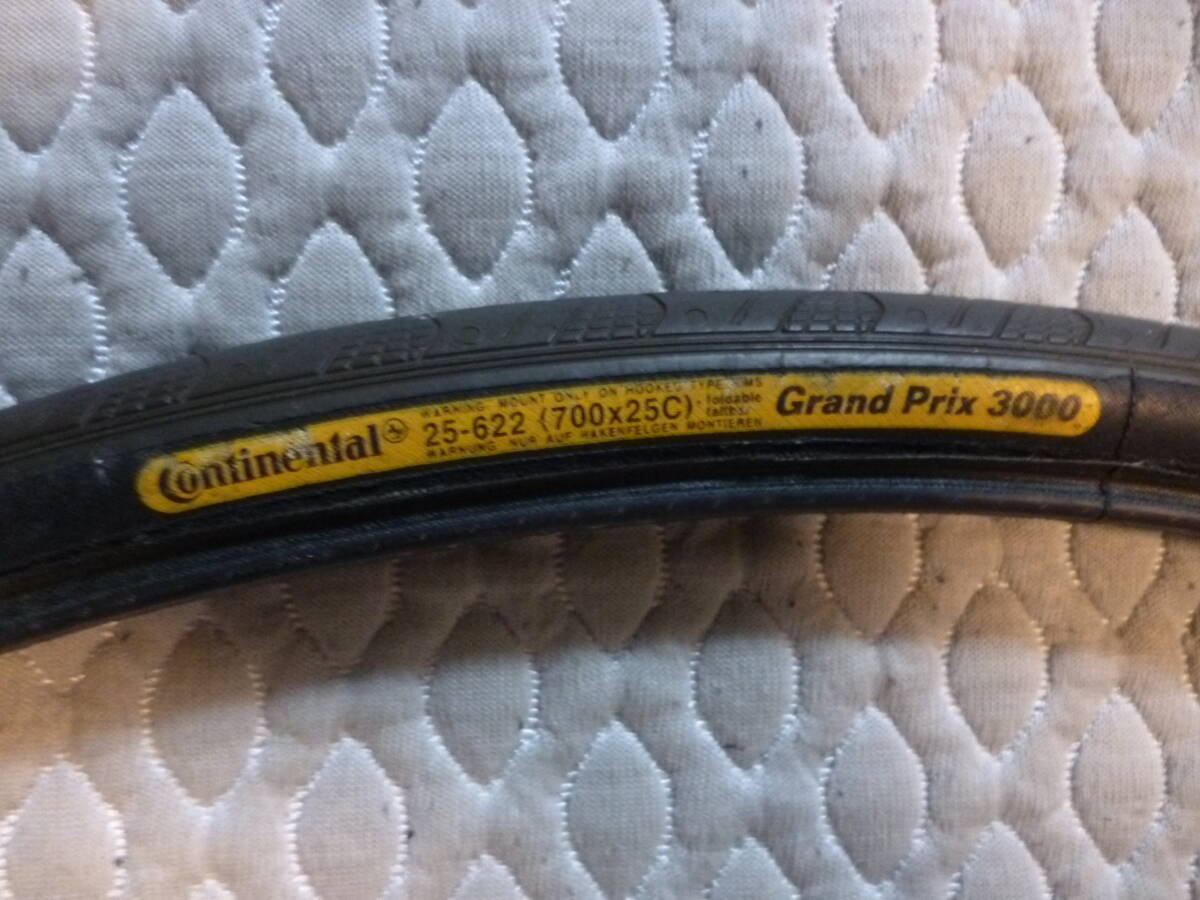 Continental
WARNING MOUNT ONLY ON HOOKED TYPE RIMS
25-622 (700x25C)
foldable
faltbar
WARNUNG NUR AUF HAKENFELGEN MONTIEREN
Grand Prix 3000